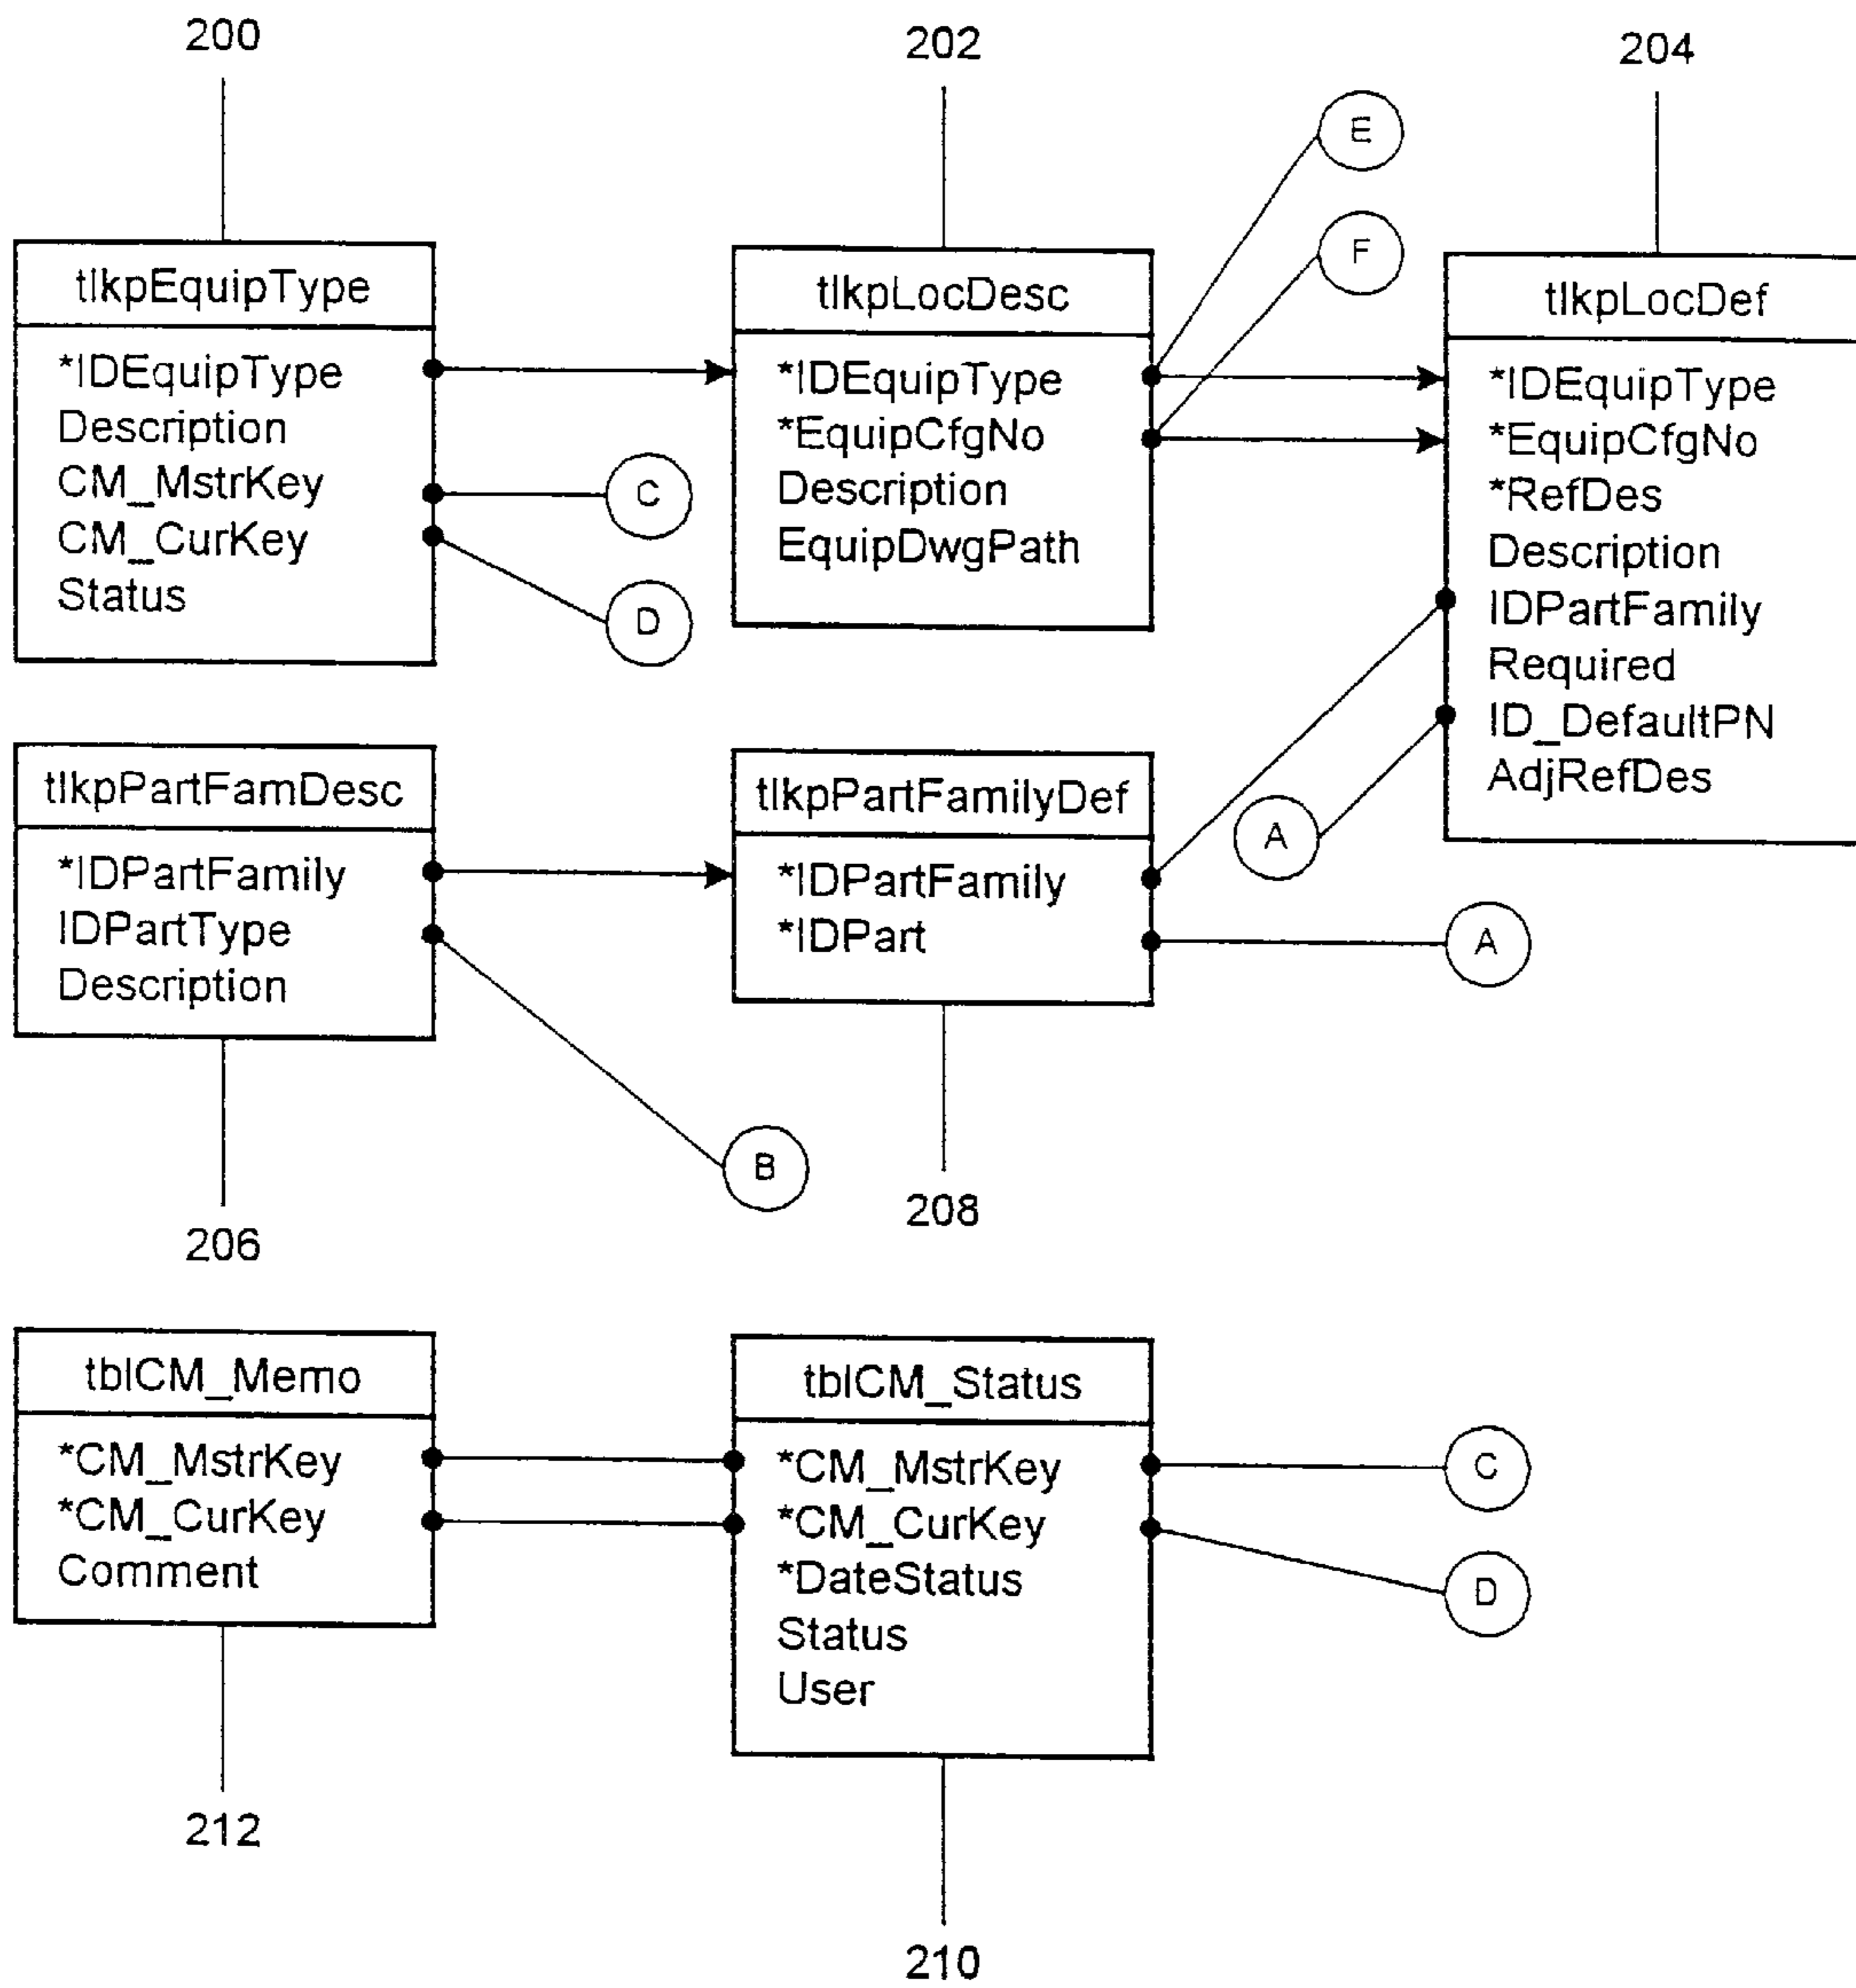 200
202
204
E
F
tlkpEquipType
*IDEquipType
Description
CM_MstrKey
CM_CurKey
Status
C
D
tlkpLocDesc
*IDEquipType
*EquipCfgNo
Description
EquipDwgPath
tlkpLocDef
*IDEquipType
*EquipCfgNo
*RefDes
Description
IDPartFamily
Required
ID_DefaultPN
AdjRefDes
tlkpPartFamDesc
*IDPartFamily
IDPartType
Description
tlkpPartFamilyDef
*IDPartFamily
*IDPart
A
A
B
206
208
tblCM_Memo
*CM_MstrKey
*CM_CurKey
Comment
tblCM_Status
*CM_MstrKey
*CM_CurKey
*DateStatus
Status
User
C
D
212
210